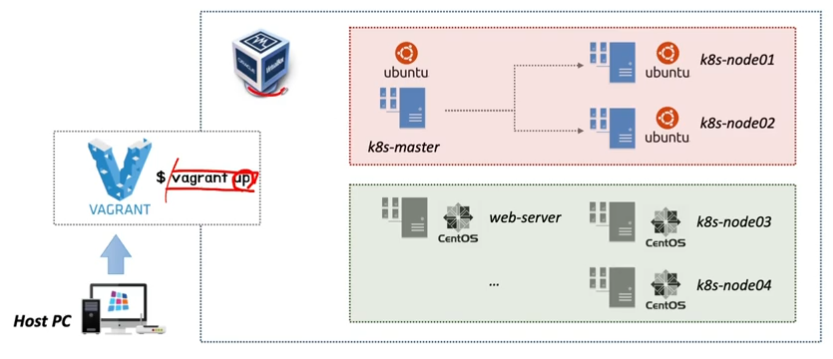 ubuntu
k8s-master
ubuntu
k8s-node01
ubuntu
k8s-node02
VAGRANT
$ vagrant up
CentOS
web-server
CentOS
k8s-node03
...
CentOS
k8s-node04
Host PC